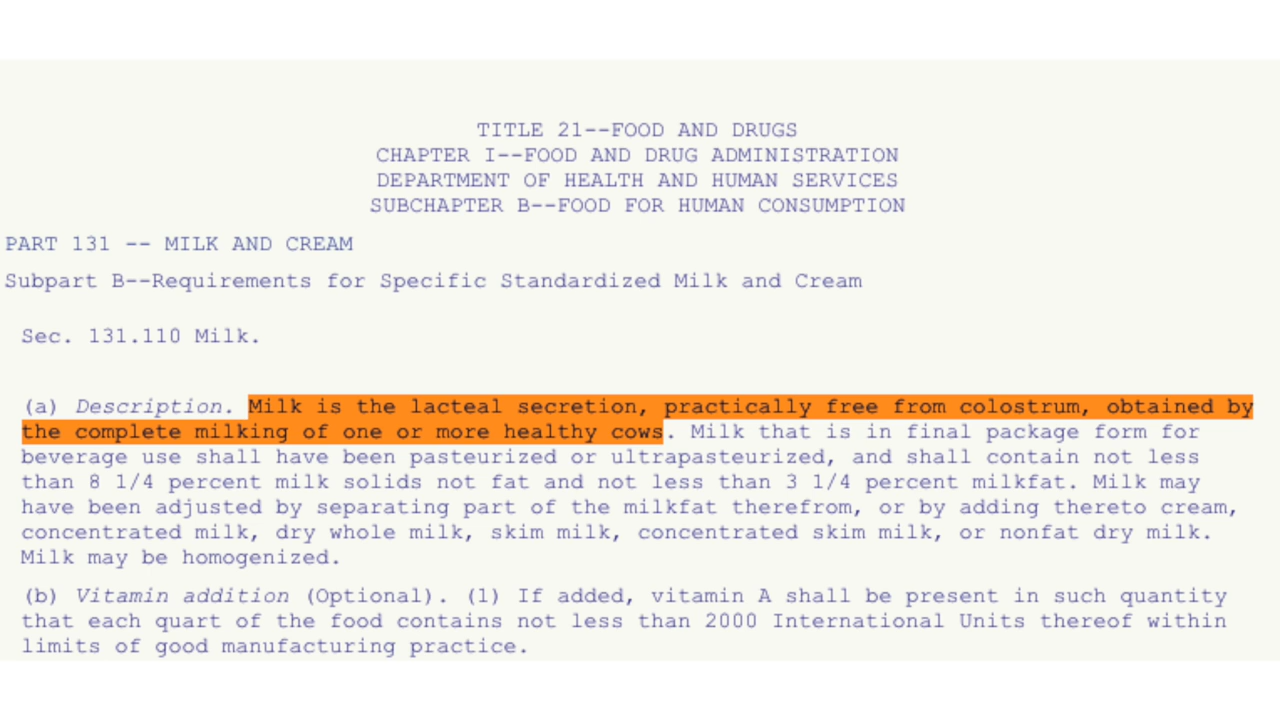 TITLE 21--FOOD AND DRUGS
CHAPTER I--FOOD AND DRUG ADMINISTRATION
DEPARTMENT OF HEALTH AND HUMAN SERVICES
SUBCHAPTER B--FOOD FOR HUMAN CONSUMPTION
PART 131 -- MILK AND CREAM
Subpart B--Requirements for Specific Standardized Milk and Cream
Sec. 131.110 Milk.
(a) Description. Milk is the lacteal secretion, practically free from colostrum, obtained by
the complete milking of one or more healthy cows. Milk that is in final package form for
beverage use shall have been pasteurized or ultrapasteurized, and shall contain not less
than 8 1/4 percent milk solids not fat and not less than 3 1/4 percent milkfat. Milk may
have been adjusted by separating part of the milkfat therefrom, or by adding thereto cream,
concentrated milk, dry whole milk, skim milk, concentrated skim milk, or nonfat dry milk.
Milk may be homogenized.
(b) Vitamin addition (Optional). (1) If added, vitamin A shall be present in such quantity
that each quart of the food contains not less than 2000 International Units thereof within
limits of good manufacturing practice.